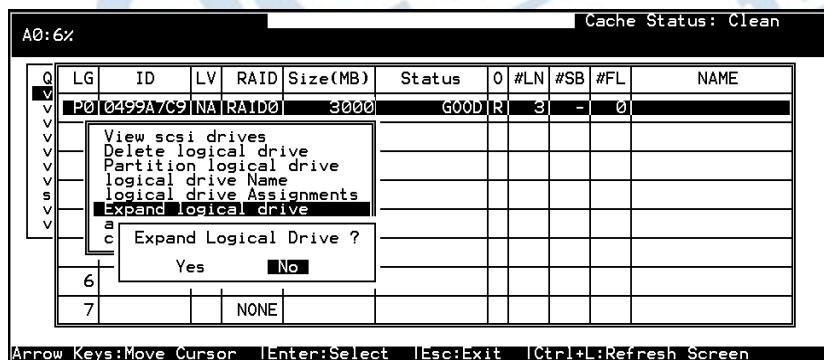 Cache Status: Clean
A0:6%
Q LG ID LV RAID Size(MB) Status O #LN #SB #FL NAME
v P0 0499A7C9 NA RAID0 3000 GOOD R 3 - 0
v
v View scsi drives
v Delete logical drive
v Partition logical drive
v logical drive Name
s logical drive Assignments
v Expand logical drive
v a
c
Expand Logical Drive ?
Yes No
6
7 NONE
Arrow Keys:Move Cursor |Enter:Select |Esc:Exit |Ctrl+L:Refresh Screen